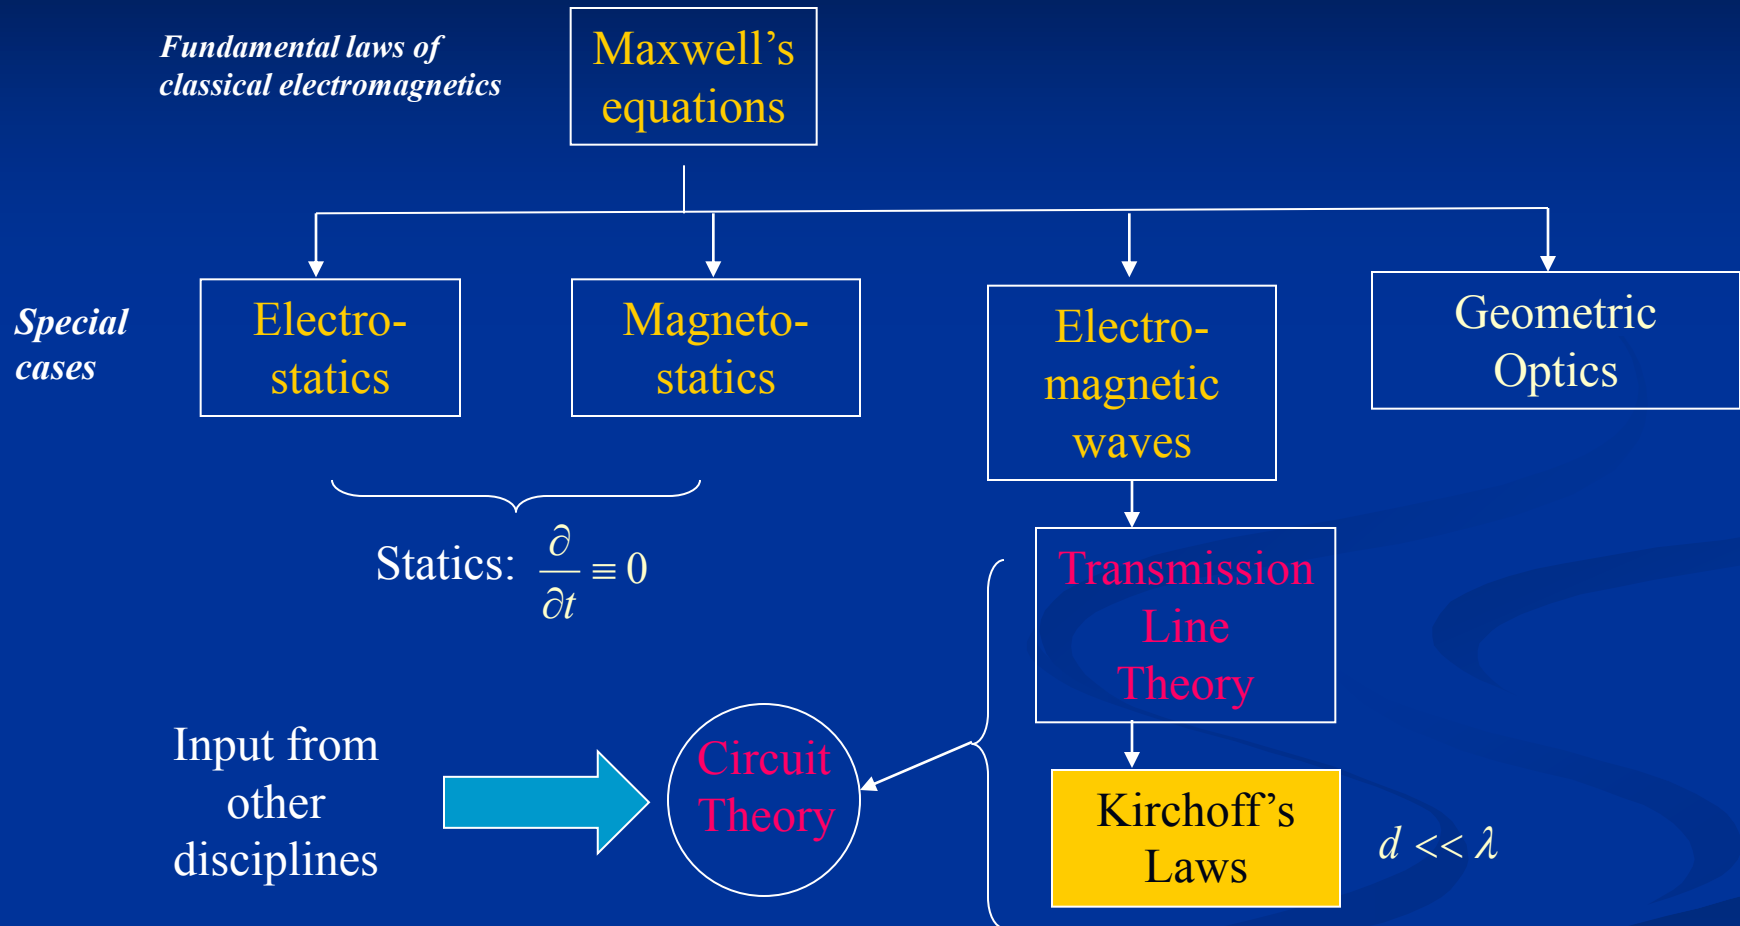 Fundamental laws of
classical electromagnetics
Maxwell’s
equations
Special
cases
Electro-
statics
Magneto-
statics
Electro-
magnetic
waves
Geometric
Optics
Statics: ∂/∂t ≡ 0
Transmission
Line
Theory
Input from
other
disciplines
Circuit
Theory
Kirchoff’s
Laws
d << λ